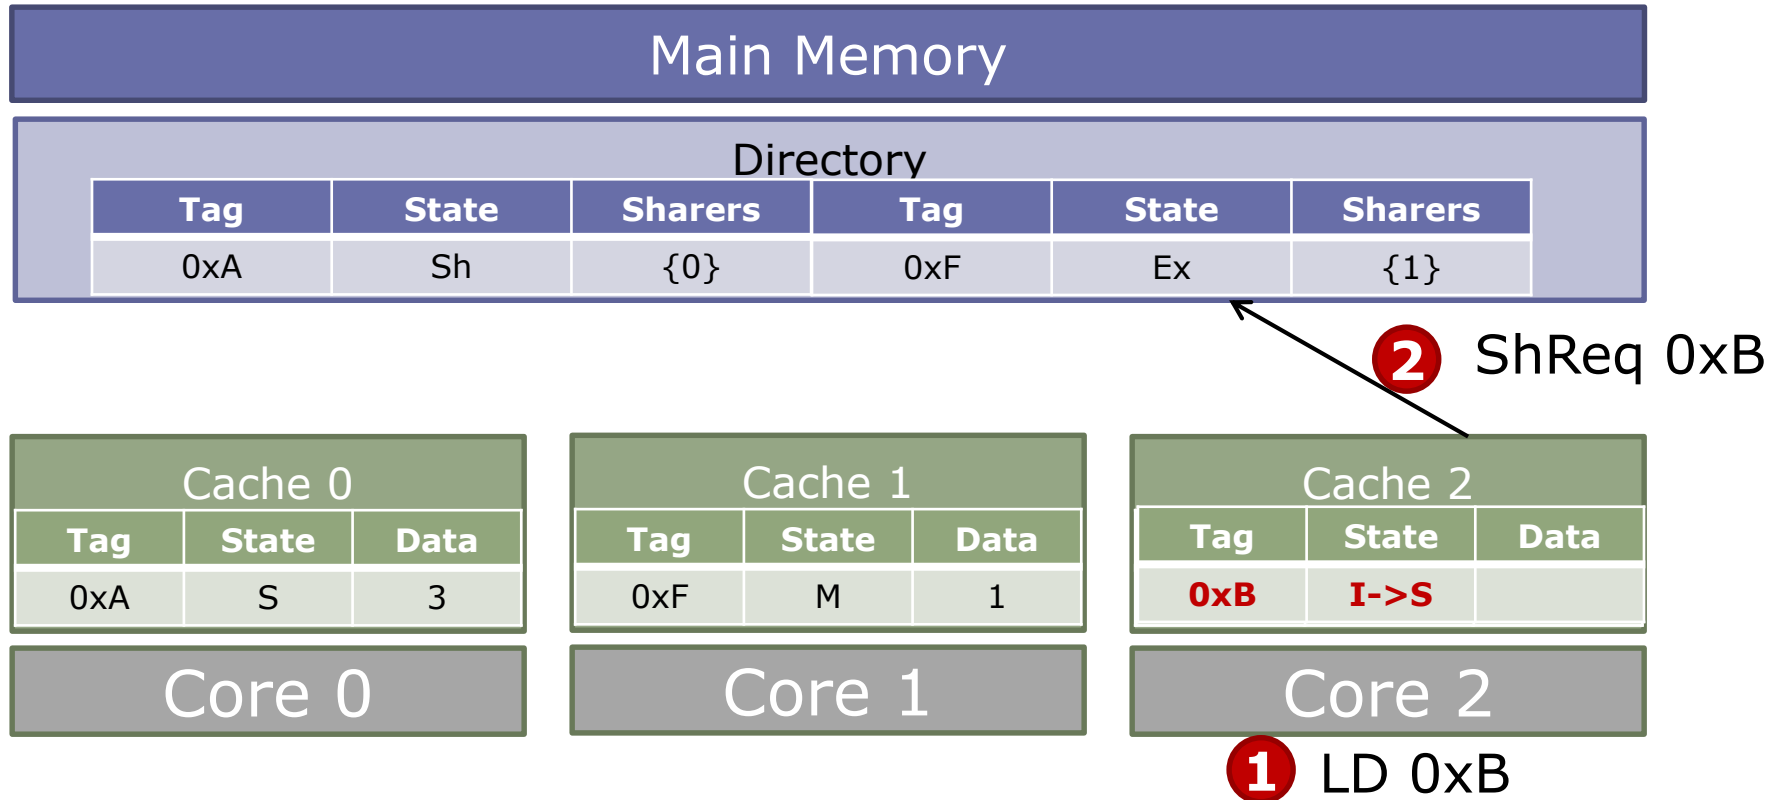 Main Memory
Directory
Tag State Sharers Tag State Sharers
0xA Sh {0} 0xF Ex {1}
2 ShReq 0xB
Cache 0
Tag State Data
0xA S 3
Core 0
Cache 1
Tag State Data
0xF M 1
Core 1
Cache 2
Tag State Data
0xB I->S
Core 2
1 LD 0xB